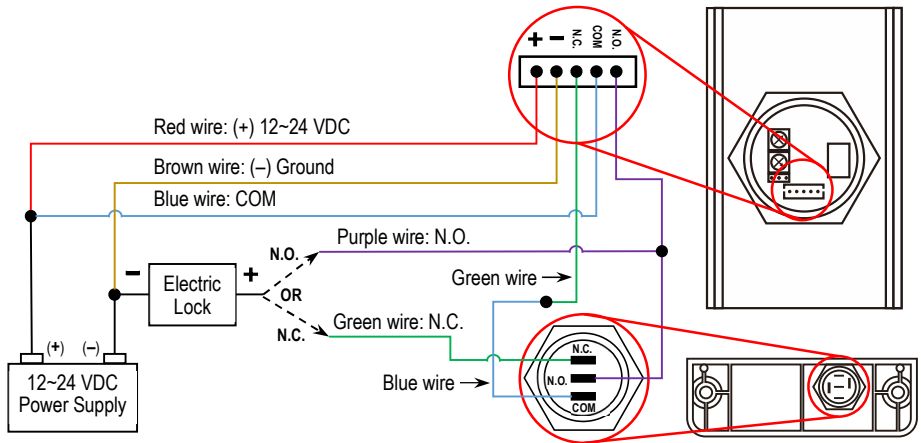 + − N.C. COM N.O.
Red wire: (+) 12~24 VDC
Brown wire: (–) Ground
Blue wire: COM
Purple wire: N.O.
N.O.
− Electric Lock +
OR
Green wire
N.C.
Green wire: N.C.
(+) (–)
12~24 VDC
Power Supply
Blue wire
N.C.
N.O.
COM